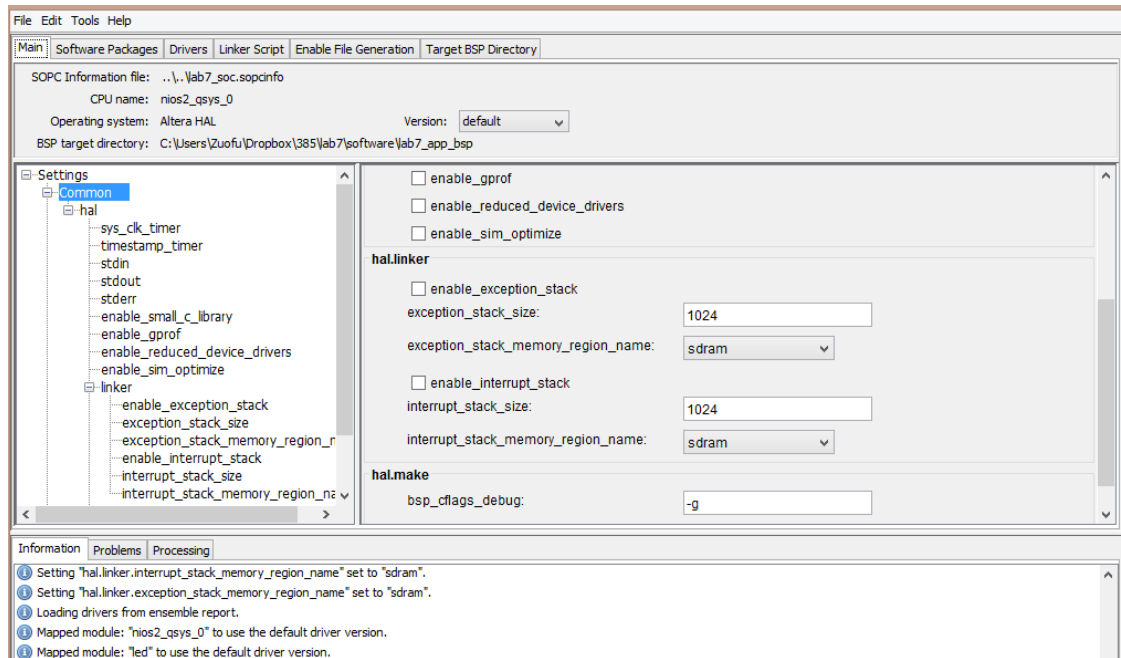 File Edit Tools Help
Main Software Packages Drivers Linker Script Enable File Generation Target BSP Directory
SOPC Information file: ..\..\lab7_soc.sopcinfo
CPU name: nios2_qsys_0
Operating system: Altera HAL Version: default
BSP target directory: C:\Users\Zuofu\Dropbox\385\lab7\software\lab7_app_bsp
Settings
Common
hal
sys_clk_timer
timestamp_timer
stdin
stdout
stderr
enable_small_c_library
enable_gprof
enable_reduced_device_drivers
enable_sim_optimize
linker
enable_exception_stack
exception_stack_size
exception_stack_memory_region_n
enable_interrupt_stack
interrupt_stack_size
interrupt_stack_memory_region_na
enable_gprof
enable_reduced_device_drivers
enable_sim_optimize
hal.linker
enable_exception_stack
exception_stack_size: 1024
exception_stack_memory_region_name: sdram
enable_interrupt_stack
interrupt_stack_size: 1024
interrupt_stack_memory_region_name: sdram
hal.make
bsp_cflags_debug: -g
Information Problems Processing
Setting "hal.linker.interrupt_stack_memory_region_name" set to "sdram".
Setting "hal.linker.exception_stack_memory_region_name" set to "sdram".
Loading drivers from ensemble report.
Mapped module: "nios2_qsys_0" to use the default driver version.
Mapped module: "led" to use the default driver version.